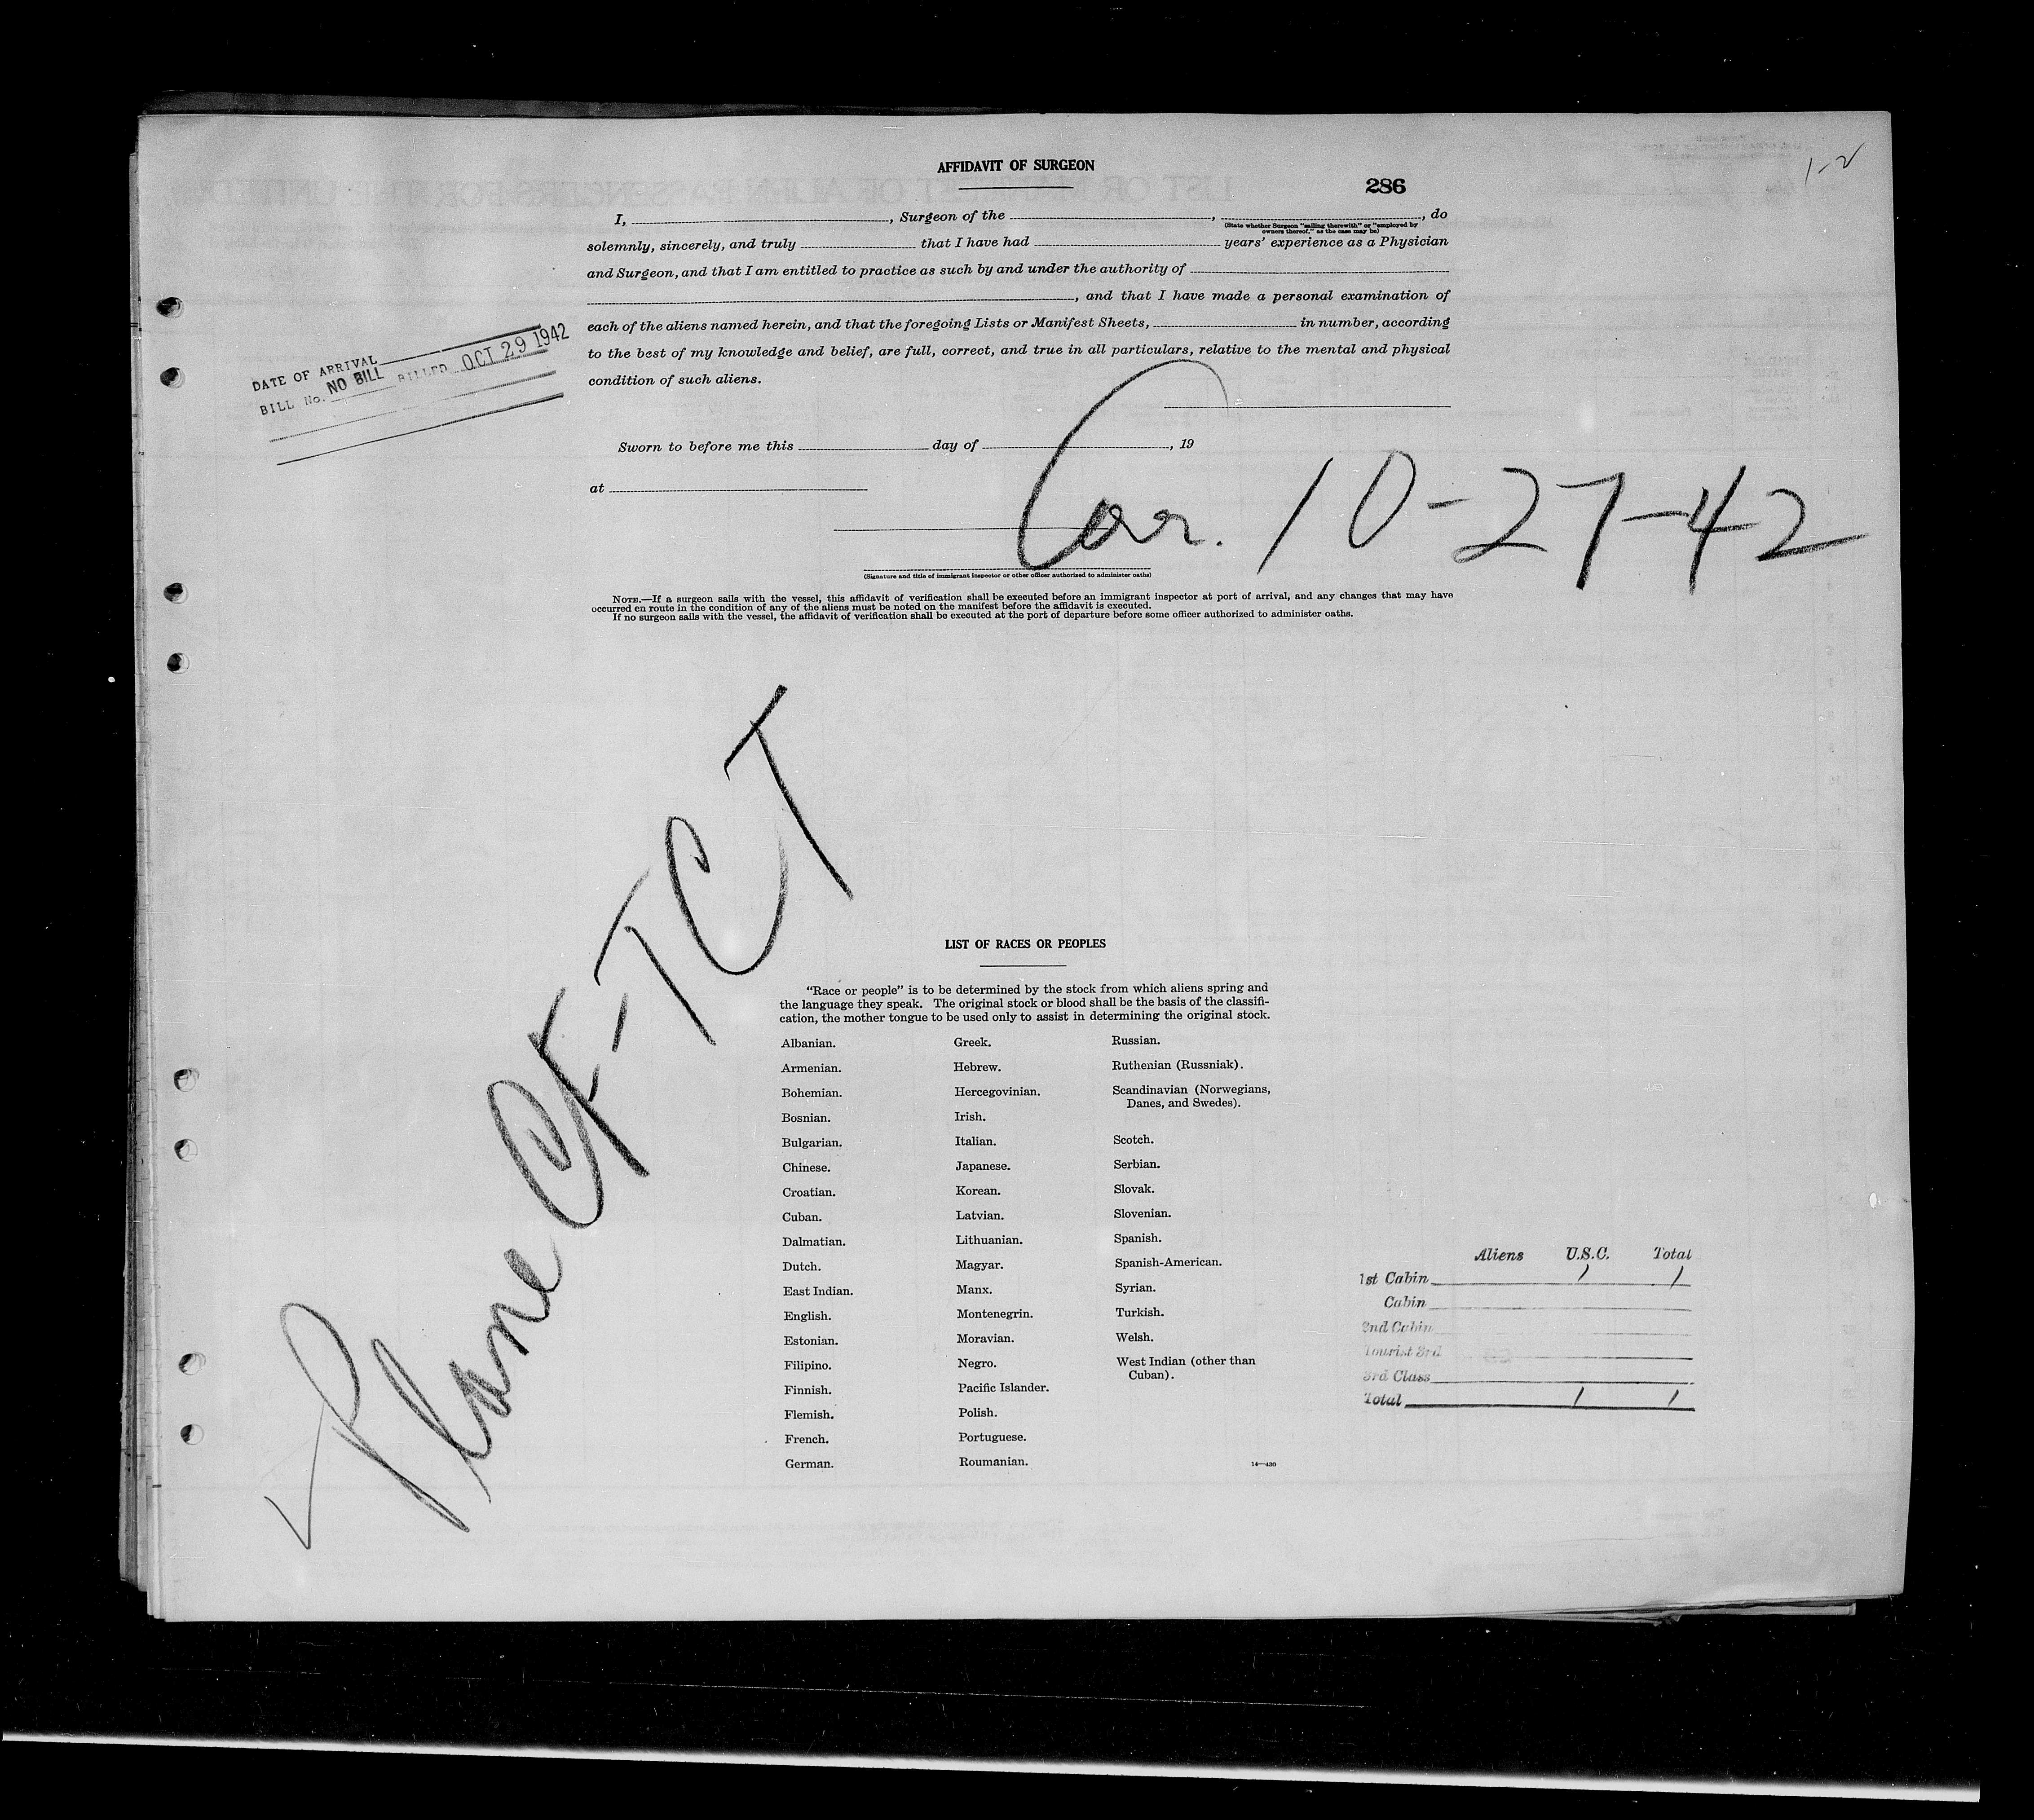 AFFIDAVIT OF SURGEON
286
1-2
I, , Surgeon of the , , do
(State whether Surgeon "sailing therewith" or "employed by
owners thereof," as the case may be)
solemnly, sincerely, and truly that I have had years' experience as a Physician
and Surgeon, and that I am entitled to practice as such by and under the authority of
, and that I have made a personal examination of
each of the aliens named herein, and that the foregoing Lists or Manifest Sheets, in number, according
to the best of my knowledge and belief, are full, correct, and true in all particulars, relative to the mental and physical
condition of such aliens.
DATE OF ARRIVAL
BILL No. NO BILL BILLED OCT 29 1942
Sworn to before me this day of , 19
at
10-27-42
(Signature and title of immigrant inspector or other officer authorized to administer oaths)
NOTE.—If a surgeon sails with the vessel, this affidavit of verification shall be executed before an immigrant inspector at port of arrival, and any changes that may have
occurred en route in the condition of any of the aliens must be noted on the manifest before the affidavit is executed.
If no surgeon sails with the vessel, the affidavit of verification shall be executed at the port of departure before some officer authorized to administer oaths.
Plane CF-TCT
LIST OF RACES OR PEOPLES
"Race or people" is to be determined by the stock from which aliens spring and
the language they speak. The original stock or blood shall be the basis of the classifi-
cation, the mother tongue to be used only to assist in determining the original stock.
Albanian.
Armenian.
Bohemian.
Bosnian.
Bulgarian.
Chinese.
Croatian.
Cuban.
Dalmatian.
Dutch.
East Indian.
English.
Estonian.
Filipino.
Finnish.
Flemish.
French.
German.
Greek.
Hebrew.
Hercegovinian.
Irish.
Italian.
Japanese.
Korean.
Latvian.
Lithuanian.
Magyar.
Manx.
Montenegrin.
Moravian.
Negro.
Pacific Islander.
Polish.
Portuguese.
Roumanian.
Russian.
Ruthenian (Russniak).
Scandinavian (Norwegians,
Danes, and Swedes).
Scotch.
Serbian.
Slovak.
Slovenian.
Spanish.
Spanish-American.
Syrian.
Turkish.
Welsh.
West Indian (other than
Cuban).
14—430
Aliens U.S.C. Total
1st Cabin 1 1
Cabin
2nd Cabin
Tourist 3rd
3rd Class
Total 1 1